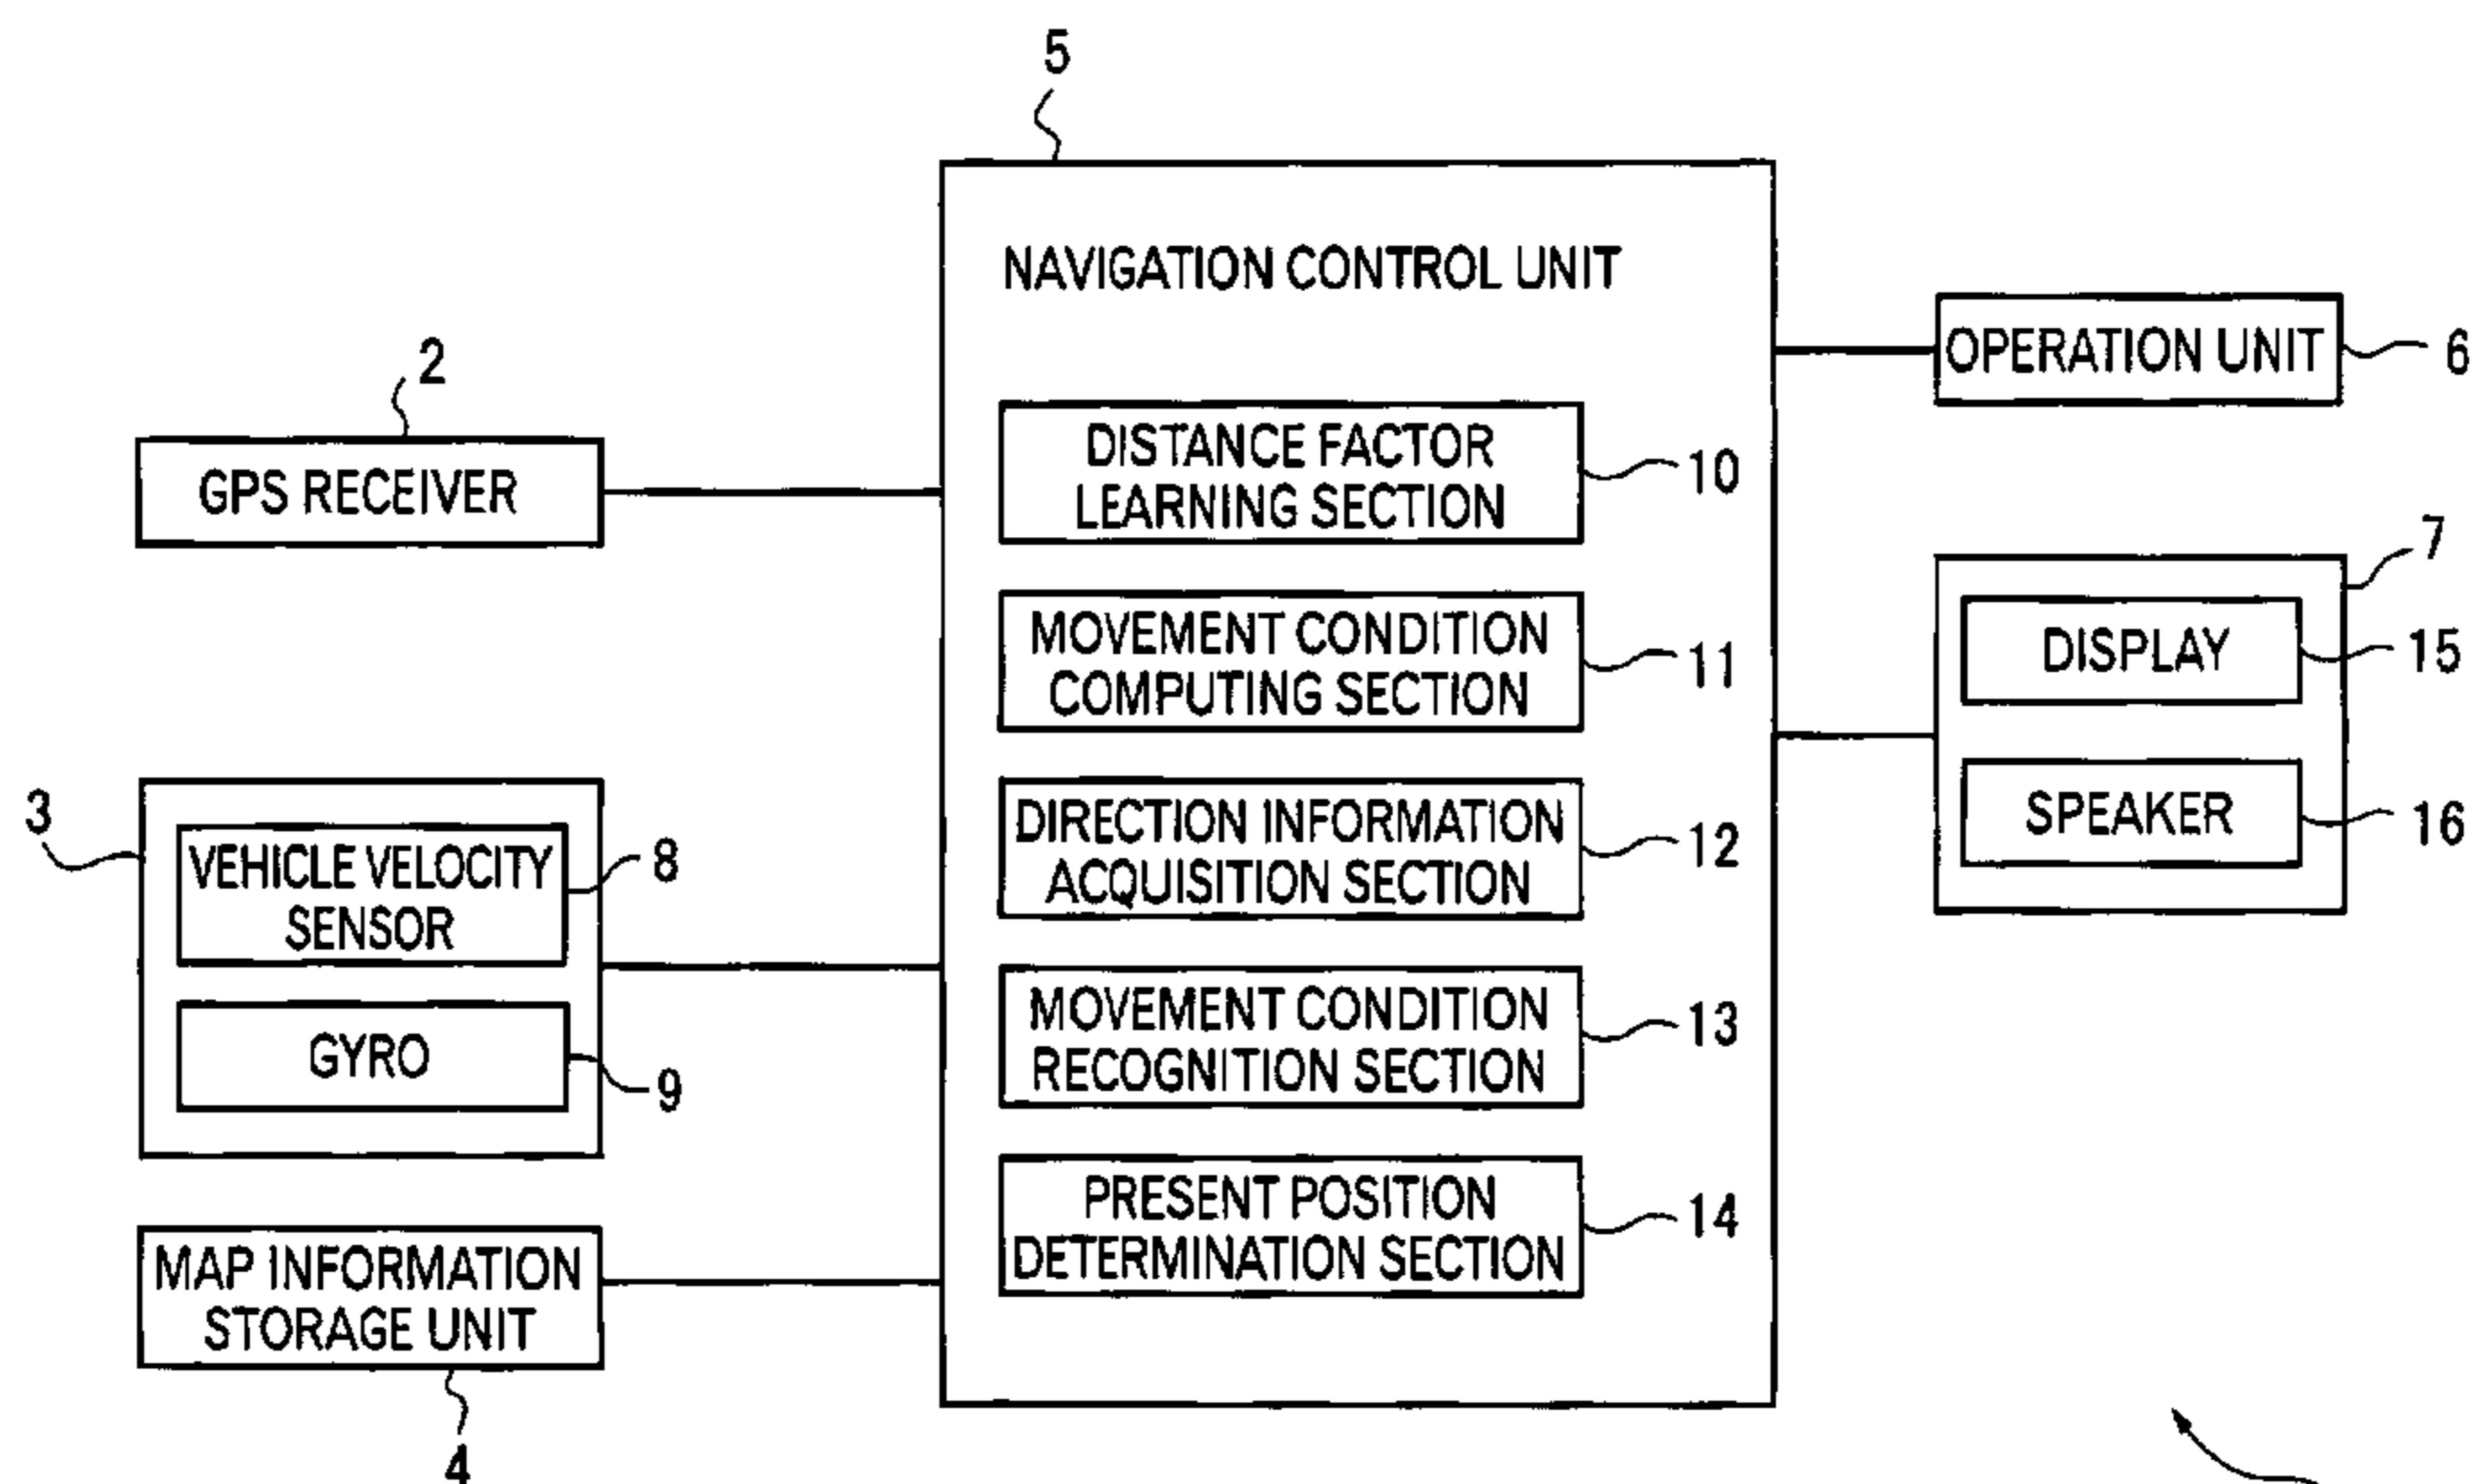 5
NAVIGATION CONTROL UNIT
2
GPS RECEIVER
3
VEHICLE VELOCITY
SENSOR
8
GYRO
9
MAP INFORMATION
STORAGE UNIT
4
DISTANCE FACTOR
LEARNING SECTION
10
MOVEMENT CONDITION
COMPUTING SECTION
11
DIRECTION INFORMATION
ACQUISITION SECTION
12
MOVEMENT CONDITION
RECOGNITION SECTION
13
PRESENT POSITION
DETERMINATION SECTION
14
OPERATION UNIT
6
7
DISPLAY
15
SPEAKER
16